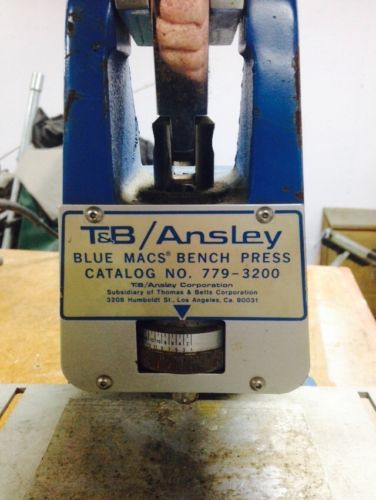 T&B/Ansley
BLUE MACS® BENCH PRESS
CATALOG NO. 779-3200
T&B/Ansley Corporation
Subsidiary of Thomas & Betts Corporation
3208 Humboldt St., Los Angeles, Ca. 90031